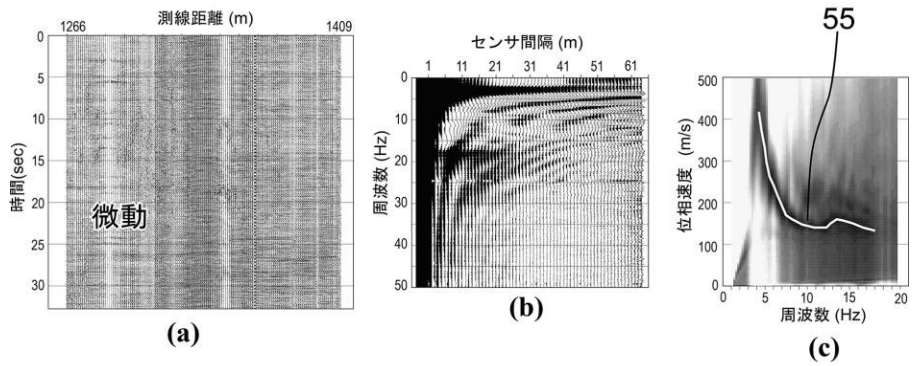 測線距離 (m)
1266 1409
0
5
10
15
20
25
30
時間(sec)
微動
(a)
センサ間隔 (m)
1 11 21 31 41 51 61
0
10
20
30
40
50
周波数 (Hz)
(b)
55
500
400
300
200
100
0
位相速度 (m/s)
0 5 10 15 20
周波数 (Hz)
(c)